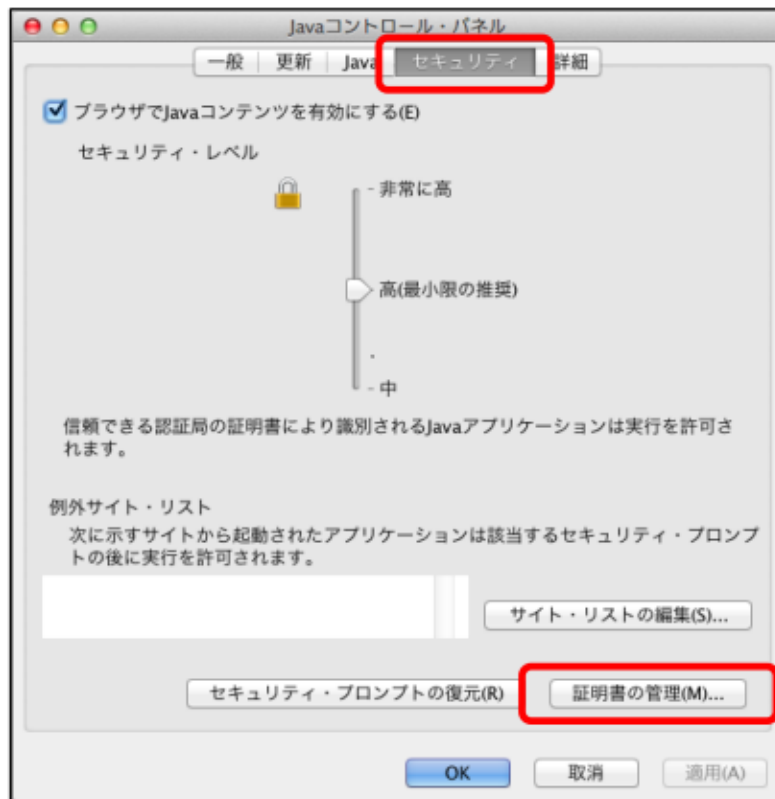 Javaコントロール・パネル
一般 更新 Java セキュリティ 詳細
ブラウザでJavaコンテンツを有効にする(E)
セキュリティ・レベル
- 非常に高
高(最小限の推奨)
- 中
信頼できる認証局の証明書により識別されるJavaアプリケーションは実行を許可さ
れます。
例外サイト・リスト
次に示すサイトから起動されたアプリケーションは該当するセキュリティ・プロンプ
トの後に実行を許可されます。
サイト・リストの編集(S)...
セキュリティ・プロンプトの復元(R) 証明書の管理(M)...
OK 取消 適用(A)